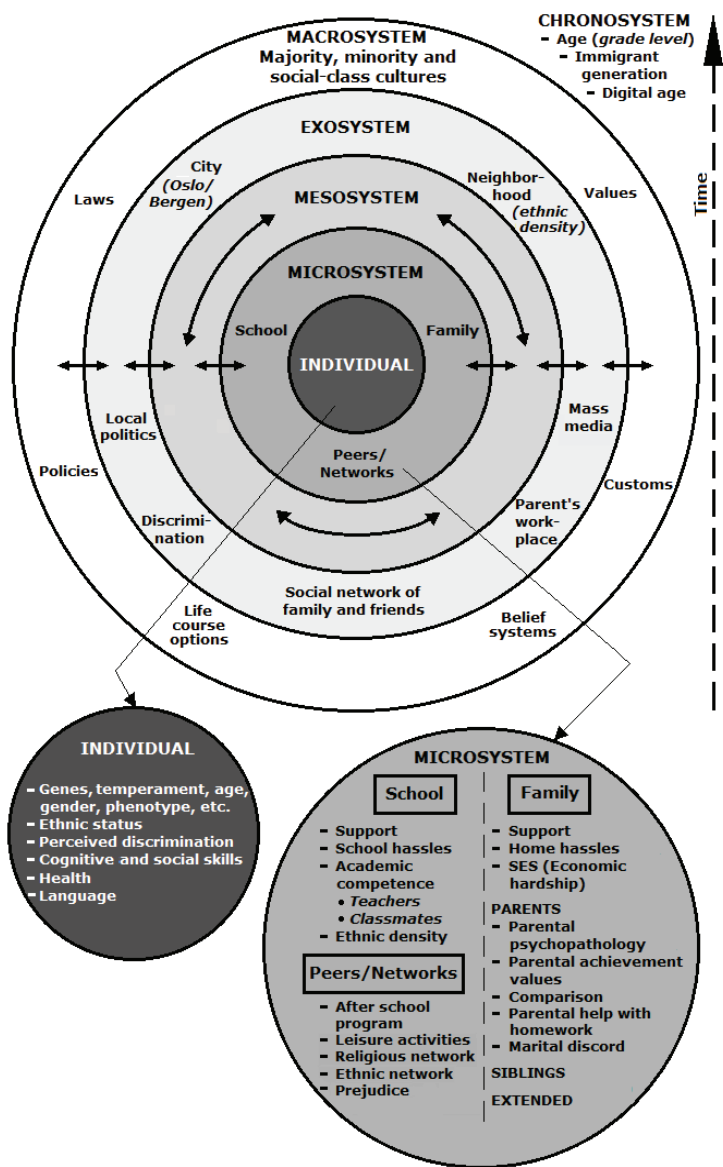 CHRONOSYSTEM
- Age (grade level)
- Immigrant
generation
- Digital age
Time
MACROSYSTEM
Majority, minority and
social-class cultures
EXOSYSTEM
City
(Oslo/
Bergen)
Neighbor-
hood
(ethnic
density)
Laws
Values
MESOSYSTEM
MICROSYSTEM
School
Family
INDIVIDUAL
Peers/
Networks
Local
politics
Mass
media
Policies
Customs
Discrimi-
nation
Parent's
work-
place
Social network of
family and friends
Life
course
options
Belief
systems
INDIVIDUAL
- Genes, temperament, age,
gender, phenotype, etc.
- Ethnic status
- Perceived discrimination
- Cognitive and social skills
- Health
- Language
MICROSYSTEM
School
- Support
- School hassles
- Academic
competence
• Teachers
• Classmates
- Ethnic density
Peers/Networks
- After school
program
- Leisure activities
- Religious network
- Ethnic network
- Prejudice
Family
- Support
- Home hassles
- SES (Economic
hardship)
PARENTS
- Parental
psychopathology
- Parental achievement
values
- Comparison
- Parental help with
homework
- Marital discord
SIBLINGS
EXTENDED